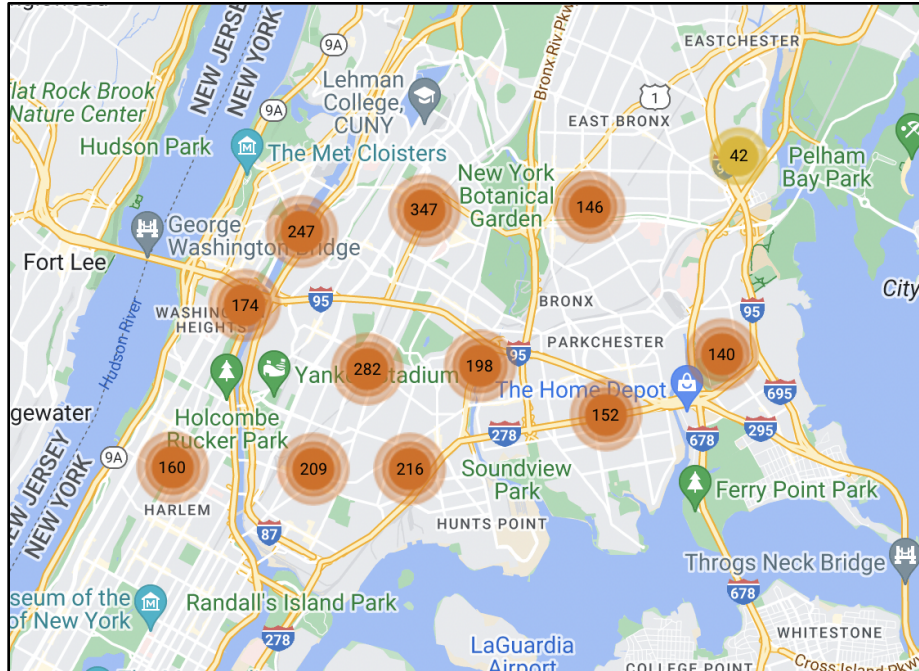 NEW JERSEY
NEW YORK
9A
EASTCHESTER
Bronx Riv Pkwy
Lehman
College,
CUNY
1
EAST BRONX
flat Rock Brook
Nature Center
Hudson Park
9A
The Met Cloisters
42
Pelham
Bay Park
New York
Botanical
Garden
347
146
247
George
Washington Bridge
Fort Lee
95
174
WASHING
HEIGHTS
Hudson River
BRONX
95
City
PARKCHESTER
95
140
282
198
Yank Stadium
The Home Depot
695
Holcombe
Rucker Park
gewater
152
278
678
295
9A
160
209
216
Soundview
Park
Ferry Point Park
HARLEM
HUNTS POINT
NEW JERSEY
NEW YORK
87
Throgs Neck Bridge
seum of the
of New York
Randall's Island Park
678
278
LaGuardia
Airport
WHITESTONE
COLLEGE POINT
Cross Island Pkw